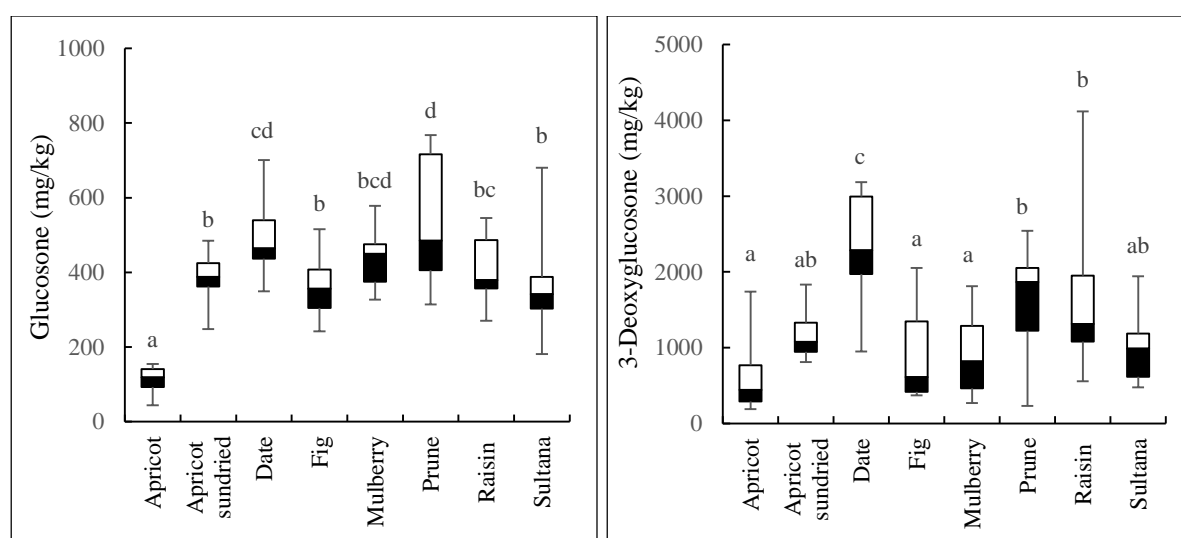 Glucosone (mg/kg)
1000
800
600
400
200
0
a
b
cd
b
bcd
d
bc
b
Apricot
Apricot
sundried
Date
Fig
Mulberry
Prune
Raisin
Sultana
3-Deoxyglucosone (mg/kg)
5000
4000
3000
2000
1000
0
a
ab
c
a
a
b
b
ab
Apricot
Apricot
sundried
Date
Fig
Mulberry
Prune
Raisin
Sultana